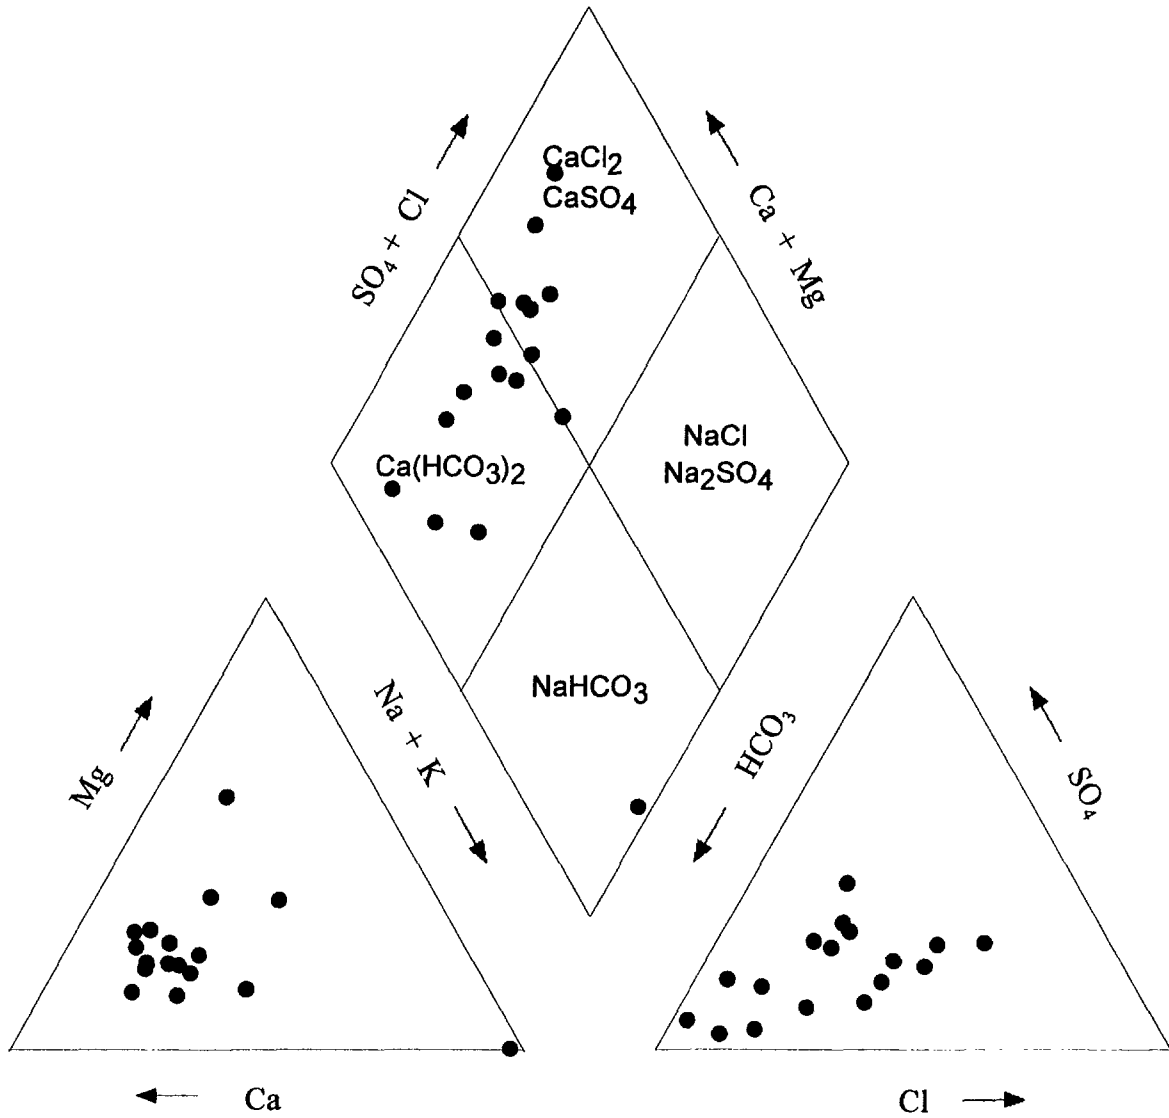 CaCl₂
CaSO₄
SO₄ + Cl
Ca + Mg
NaCl
Na₂SO₄
Ca(HCO₃)₂
NaHCO₃
Na + K
HCO₃
Mg
SO₄
Ca
Cl